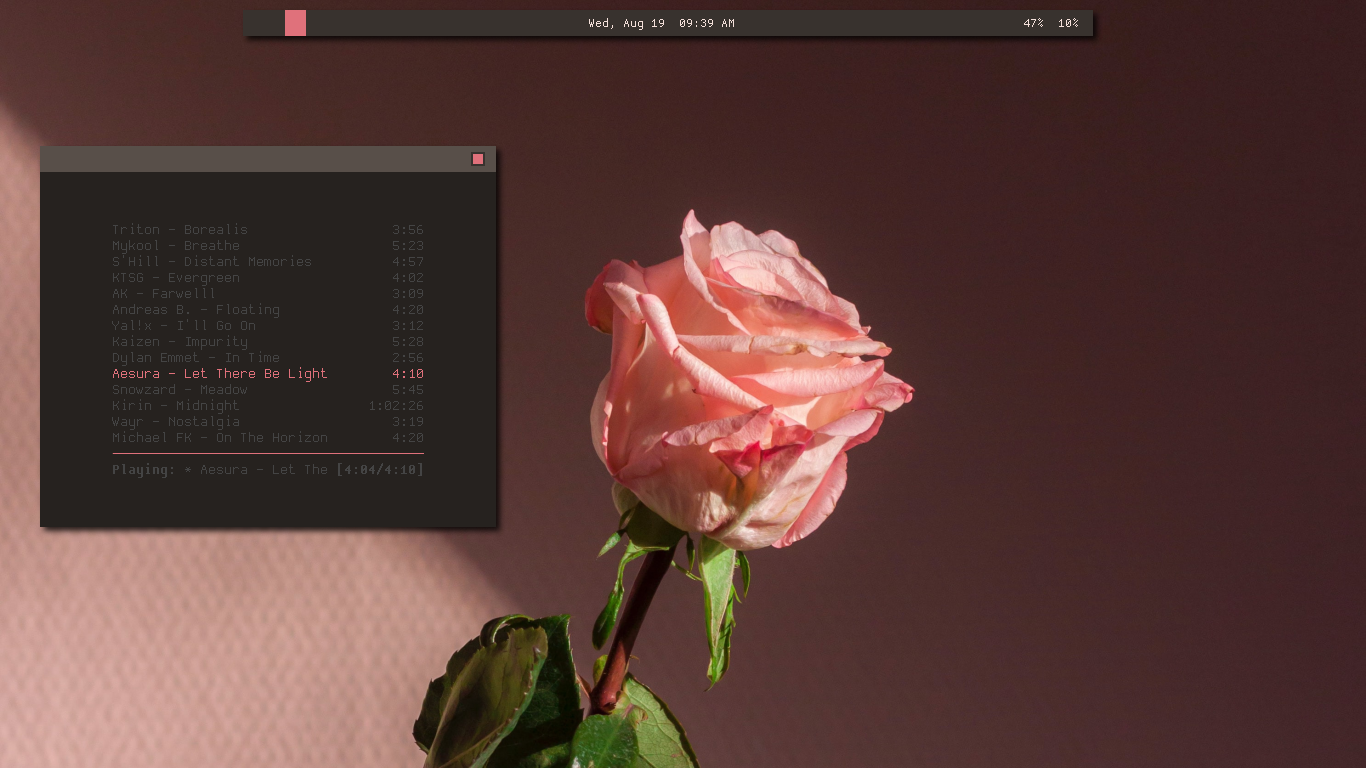 Wed, Aug 19 09:39 AM 47% 10%
Triton - Borealis 3:56
Mykool - Breathe 5:23
S'Hill - Distant Memories 4:57
KTSG - Evergreen 4:02
AK - Farwelll 3:09
Andreas B. - Floating 4:20
Yal!x - I'll Go On 3:12
Kaizen - Impurity 5:28
Dylan Emmet - In Time 2:56
Aesura - Let There Be Light 4:10
Snowzard - Meadow 5:45
Kirin - Midnight 1:02:26
Wayr - Nostalgia 3:19
Michael FK - On The Horizon 4:20
Playing: * Aesura - Let The [4:04/4:10]